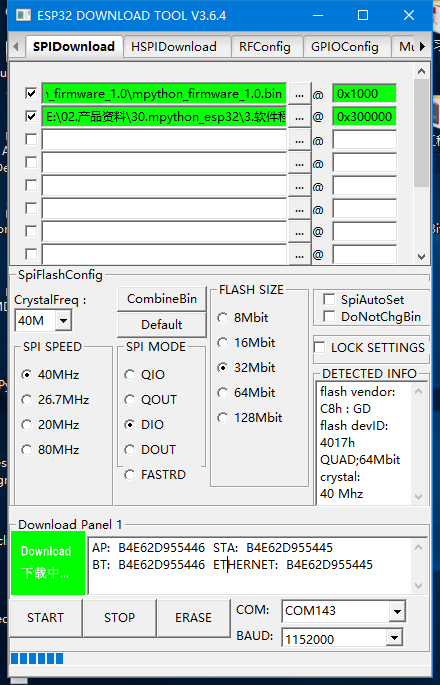 ESP32 DOWNLOAD TOOL V3.6.4
SPIDownload HSPIDownload RFConfig GPIOConfig Mu
_firmware_1.0\mpython_firmware_1.0.bin ... @ 0x1000
E:\02.产品资料\30.mpython_esp32\3.软件程 ... @ 0x300000
... @
... @
... @
... @
... @
... @
SpiFlashConfig
CrystalFreq :
40M
CombineBin
Default
SPI SPEED
40MHz
26.7MHz
20MHz
80MHz
SPI MODE
QIO
QOUT
DIO
DOUT
FASTRD
FLASH SIZE
8Mbit
16Mbit
32Mbit
64Mbit
128Mbit
SpiAutoSet
DoNotChgBin
LOCK SETTINGS
DETECTED INFO
flash vendor:
C8h : GD
flash devID:
4017h
QUAD;64Mbit
crystal:
40 Mhz
Download Panel 1
Download
下载中...
AP: B4E62D955446 STA: B4E62D955445
BT: B4E62D955446 ETHERNET: B4E62D955445
START STOP ERASE
COM: COM143
BAUD: 1152000